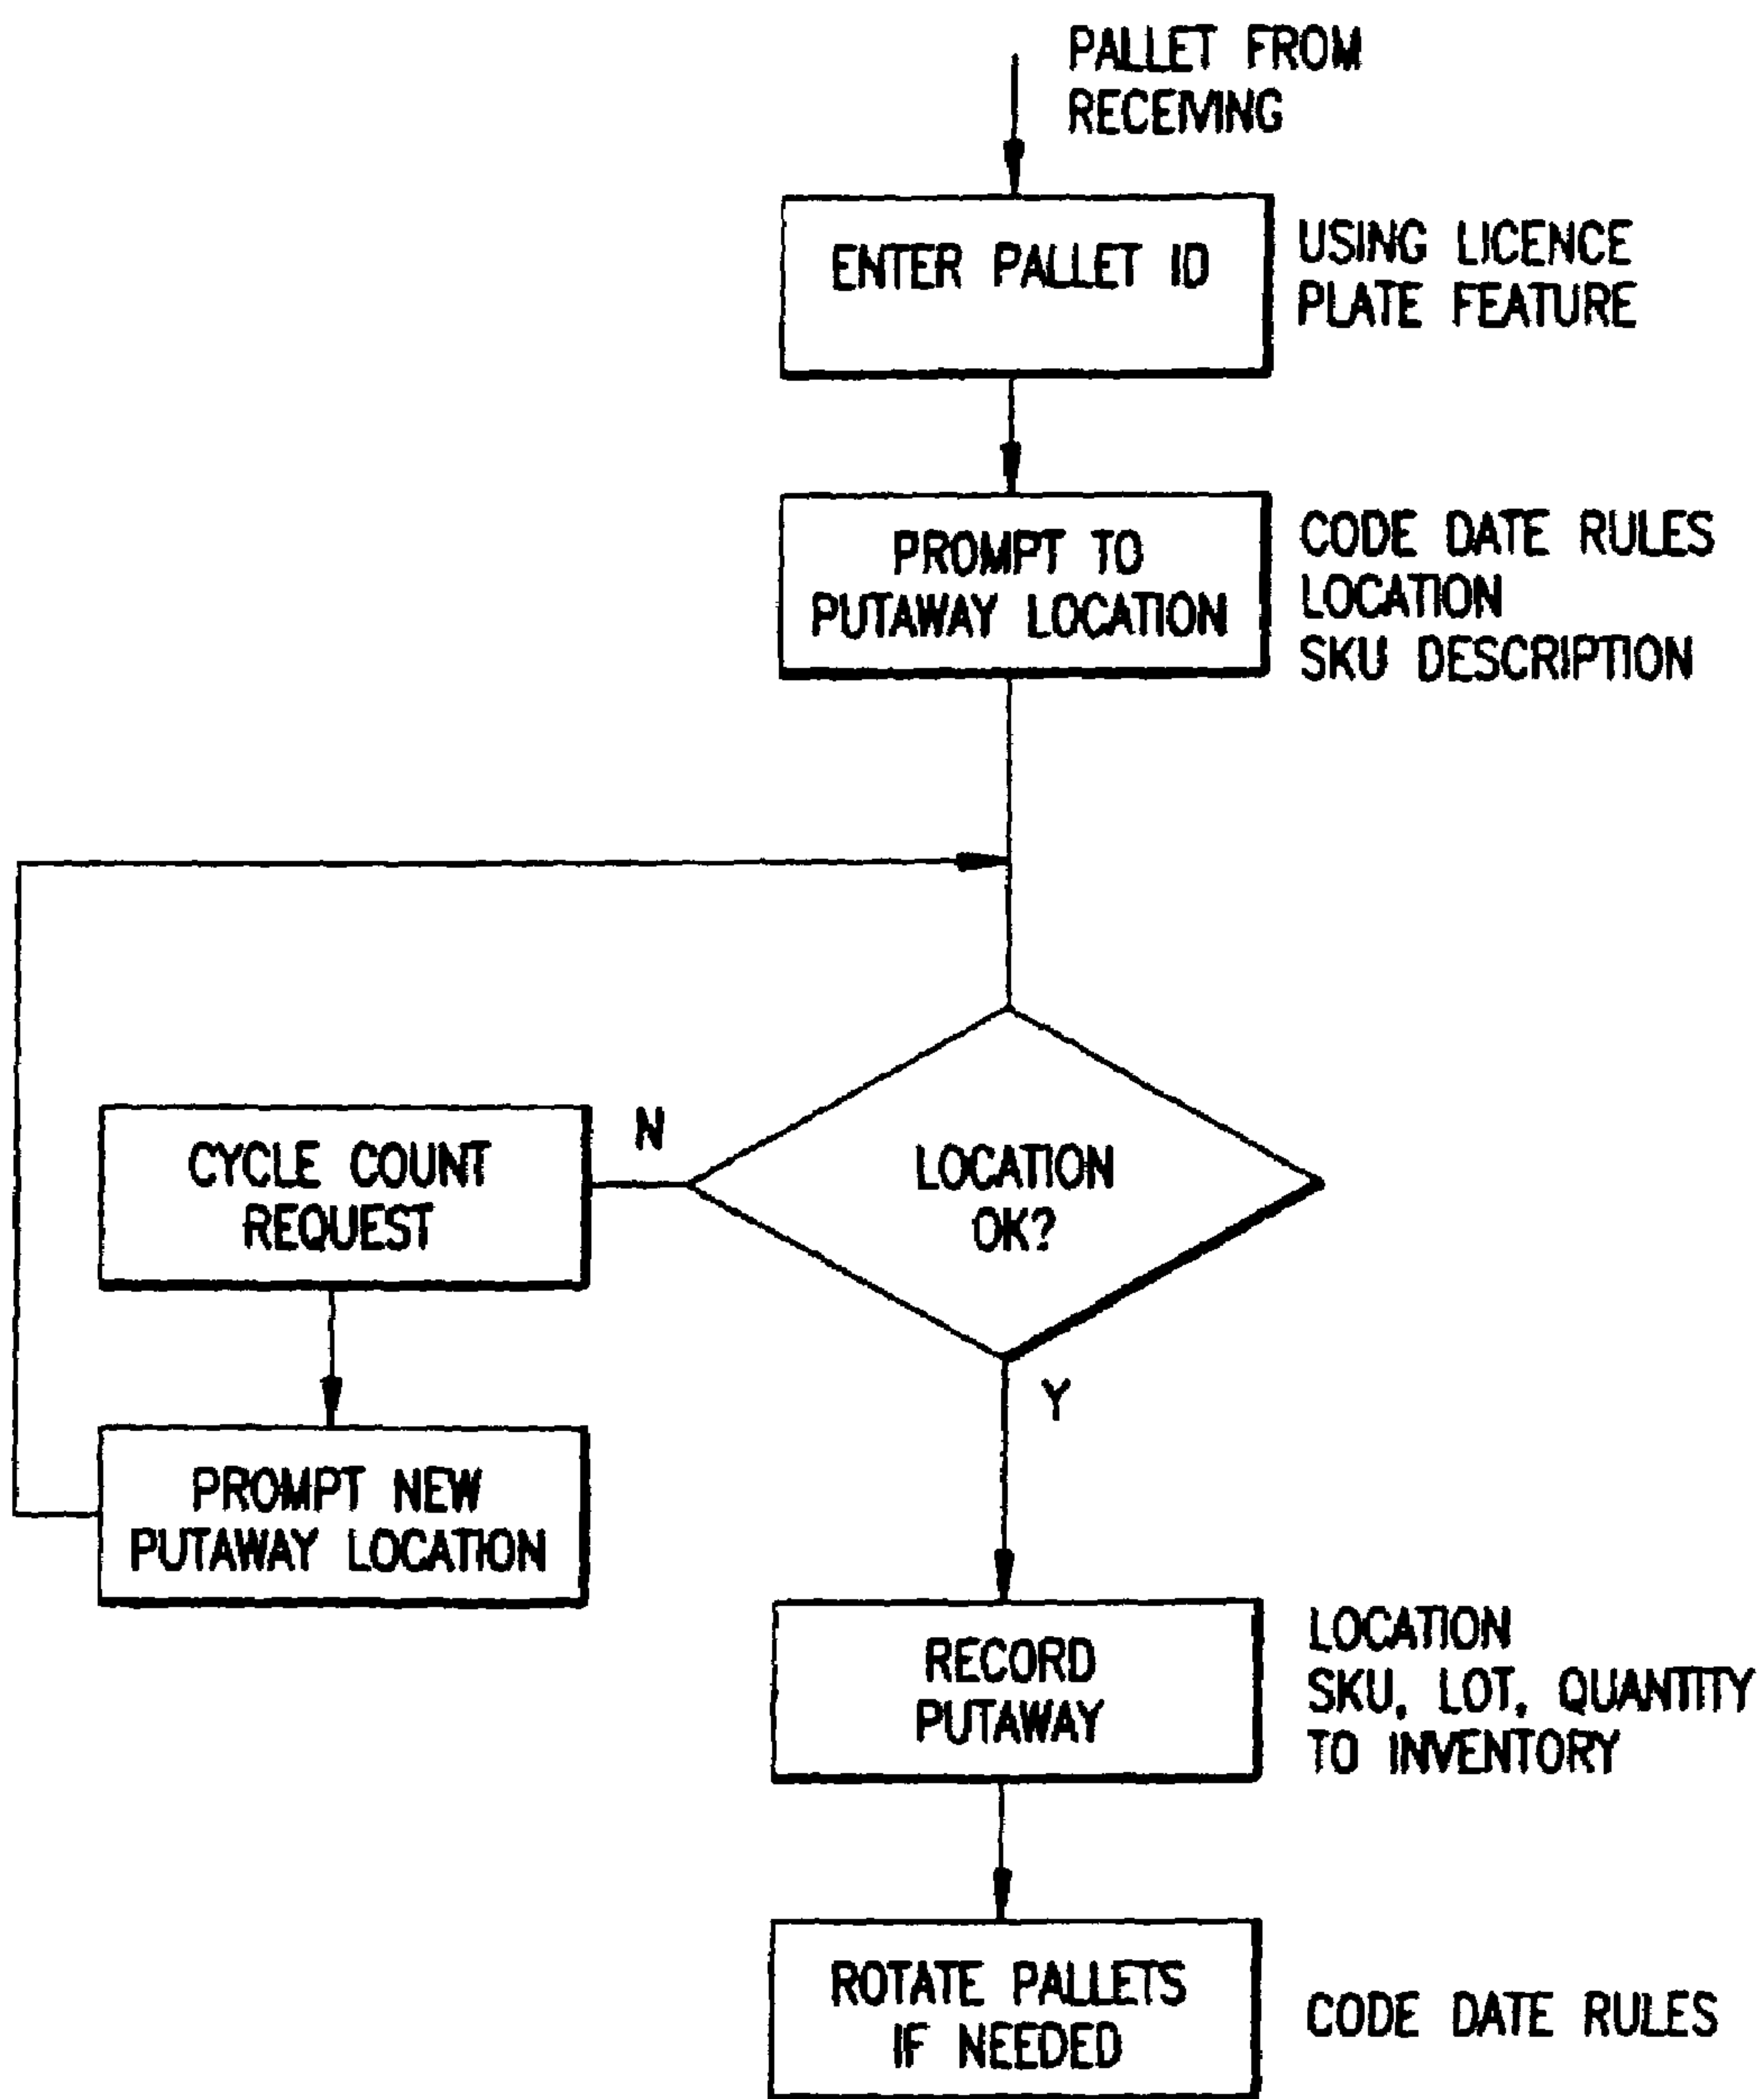 PALLET FROM
RECEIVING
ENTER PALLET ID
USING LICENCE
PLATE FEATURE
PROMPT TO
PUTAWAY LOCATION
CODE DATE RULES
LOCATION
SKU DESCRIPTION
LOCATION
OK?
N
CYCLE COUNT
REQUEST
PROMPT NEW
PUTAWAY LOCATION
Y
RECORD
PUTAWAY
LOCATION
SKU, LOT, QUANTITY
TO INVENTORY
ROTATE PALLETS
IF NEEDED
CODE DATE RULES